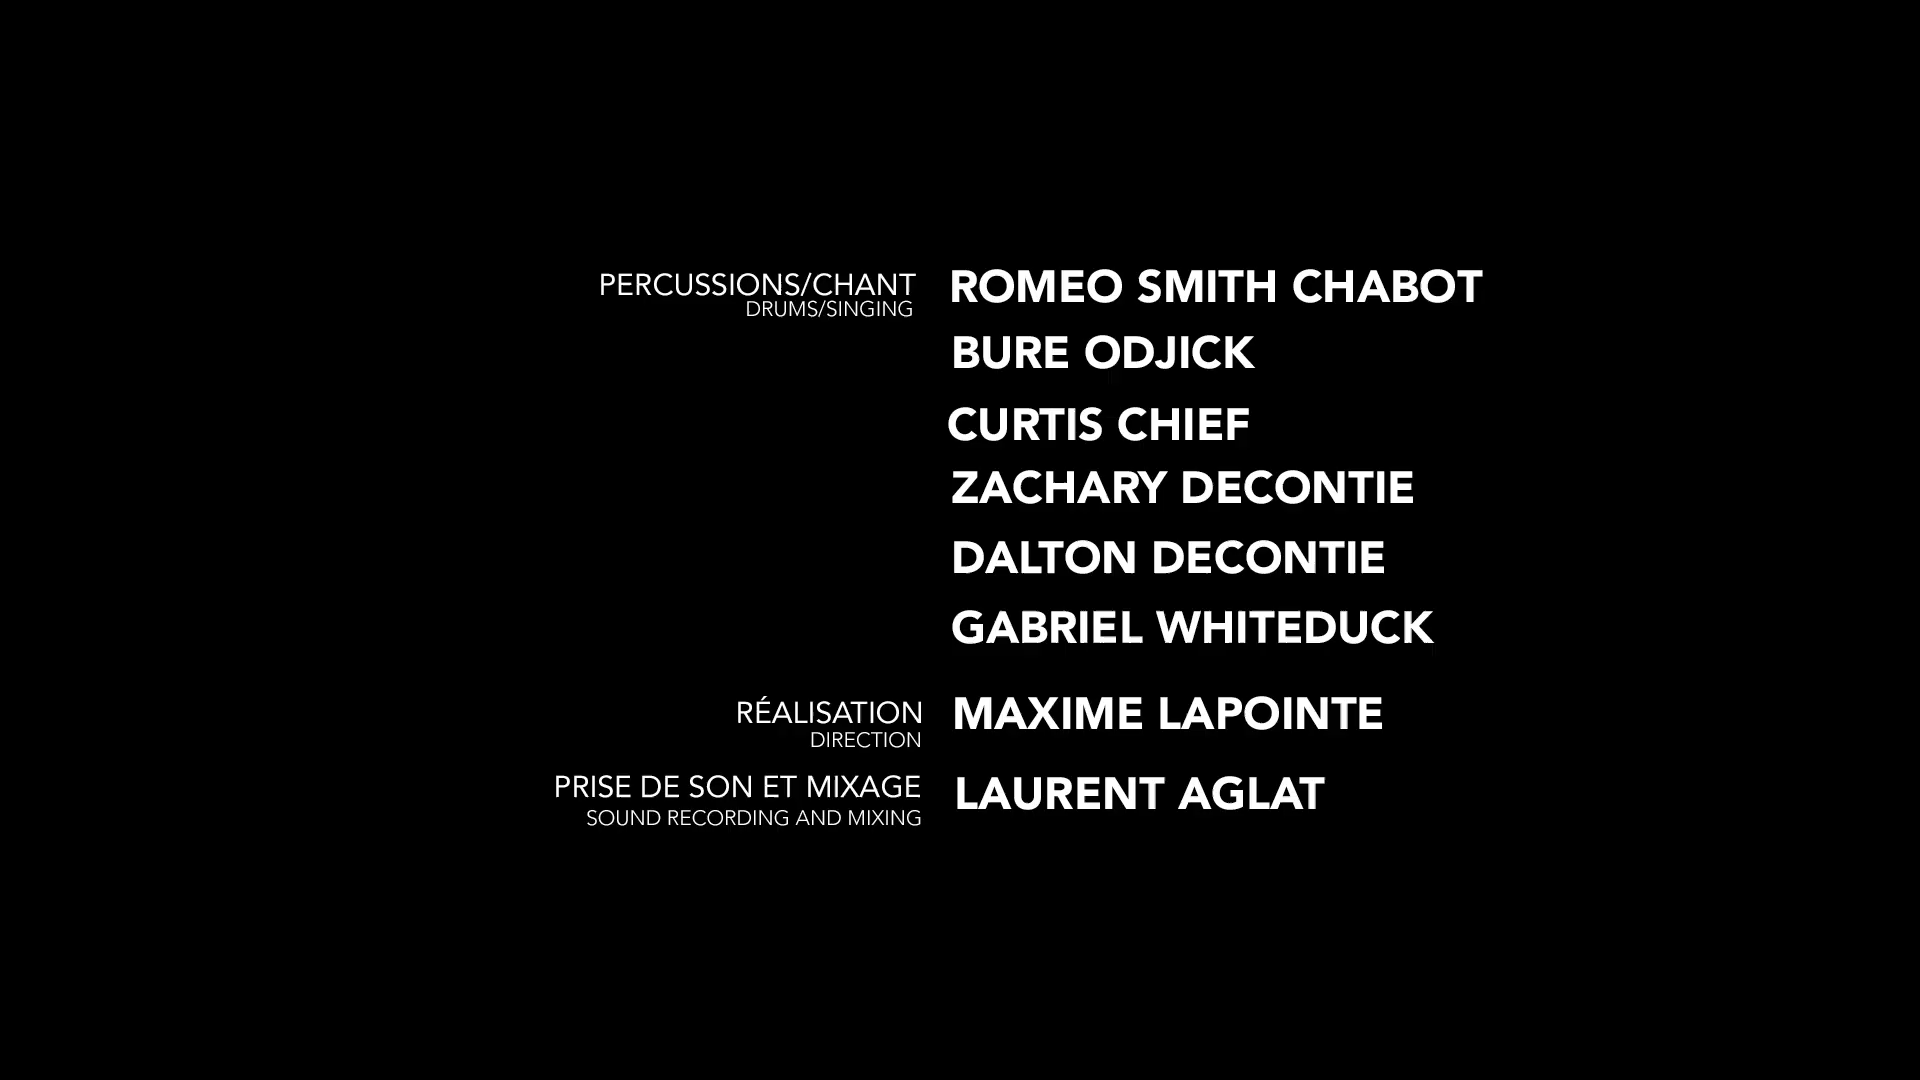 PERCUSSIONS/CHANT ROMEO SMITH CHABOT
DRUMS/SINGING
BURE ODJICK
CURTIS CHIEF
ZACHARY DECONTIE
DALTON DECONTIE
GABRIEL WHITEDUCK
RÉALISATION MAXIME LAPOINTE
DIRECTION
PRISE DE SON ET MIXAGE LAURENT AGLAT
SOUND RECORDING AND MIXING